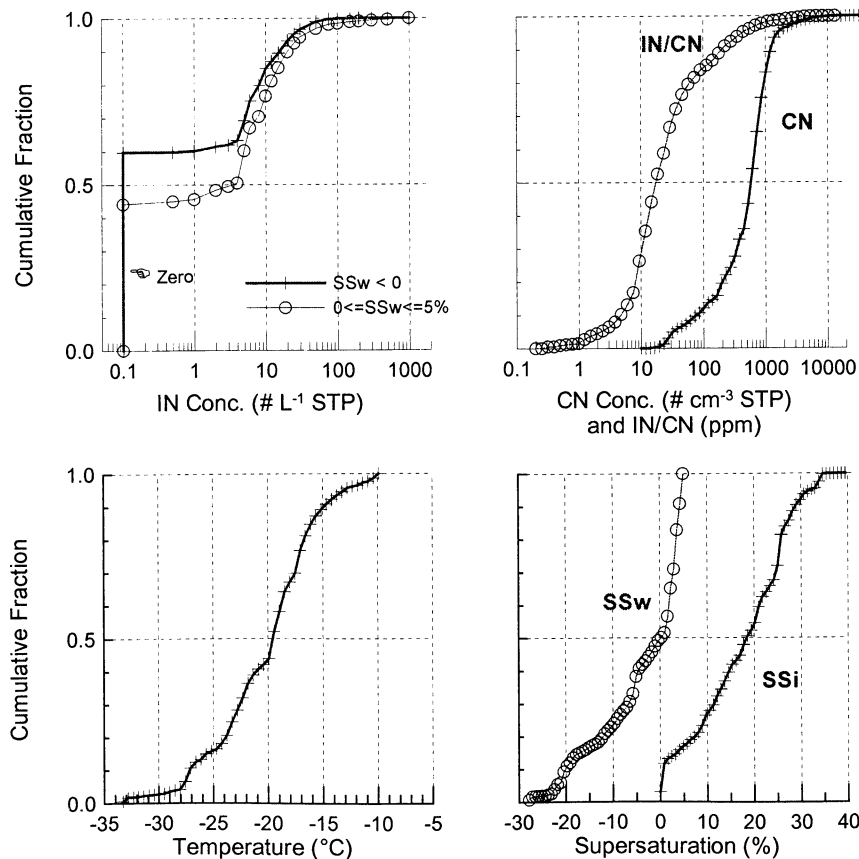 1.0
0.5
0.0
Cumulative Fraction
☜ Zero
SSw < 0
0<=SSw<=5%
0.1 1 10 100 1000
IN Conc. (# L⁻¹ STP)
IN/CN
CN
0.1 1 10 100 1000 10000
CN Conc. (# cm⁻³ STP)
and IN/CN (ppm)
1.0
0.5
0.0
Cumulative Fraction
-35 -30 -25 -20 -15 -10 -5
Temperature (°C)
SSw
SSi
-30 -20 -10 0 10 20 30 40
Supersaturation (%)